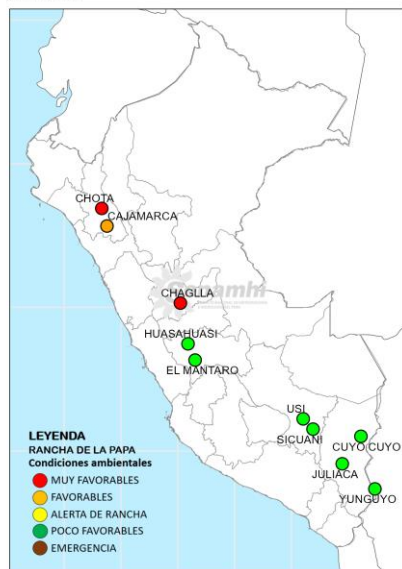 CHOTA
CAJAMARCA
CHAGLLA
HUASAHUASI
EL MANTARO
USI
SICUANI
CUYO CUYO
JULIACA
YUNGUYO
LEYENDA
RANCHA DE LA PAPA
Condiciones ambientales
MUY FAVORABLES
FAVORABLES
ALERTA DE RANCHA
POCO FAVORABLES
EMERGENCIA